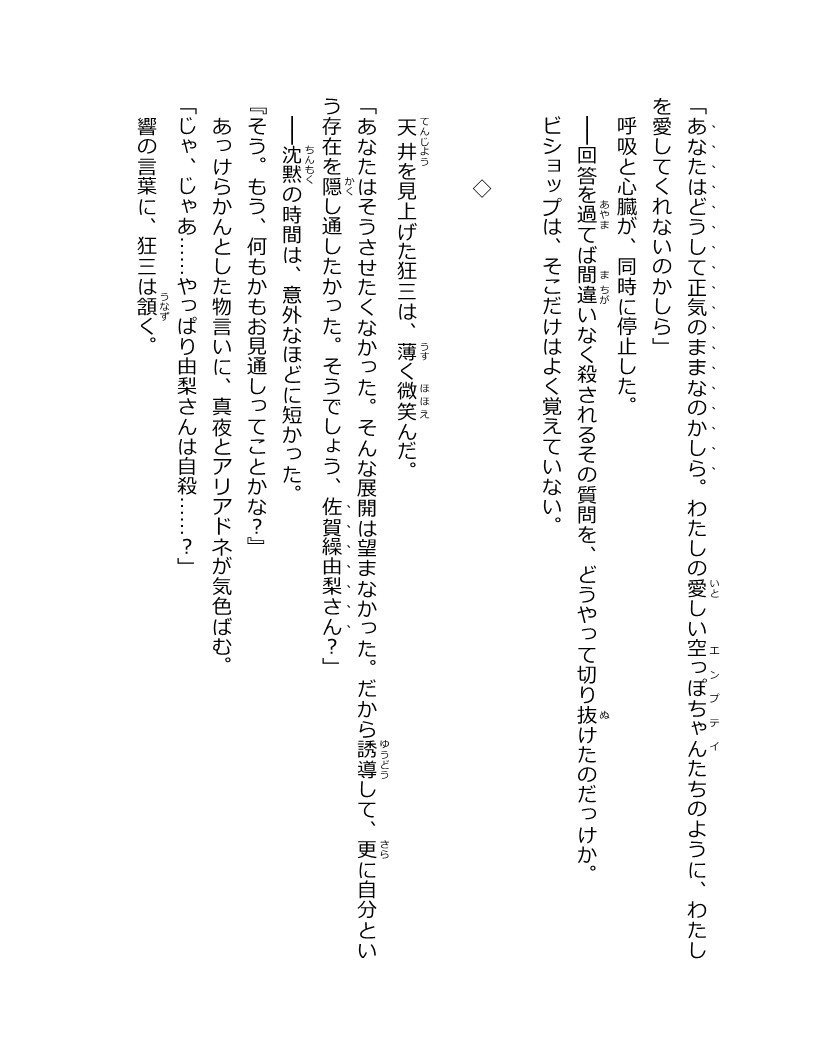 「あなたはどうして正気のままなのかしら。わたしの愛しい空っぽちゃんたちのように、わたし
を愛してくれないのかしら」
呼吸と心臓が、同時に停止した。
――回答を過てば間違いなく殺されるその質問を、どうやって切り抜けたのだっけか。
ビショップは、そこだけはよく覚えていない。
◇
天井を見上げた狂三は、薄く微笑んだ。
「あなたはそうさせたくなかった。そんな展開は望まなかった。だから誘導して、更に自分とい
う存在を隠し通したかった。そうでしょう、佐賀繰由梨さん？」
――沈黙の時間は、意外なほどに短かった。
『そう。もう、何もかもお見通しってことかな？』
あっけらかんとした物言いに、真夜とアリアドネが気色ばむ。
「じゃ、じゃあ……やっぱり由梨さんは自殺……？」
響の言葉に、狂三は頷く。